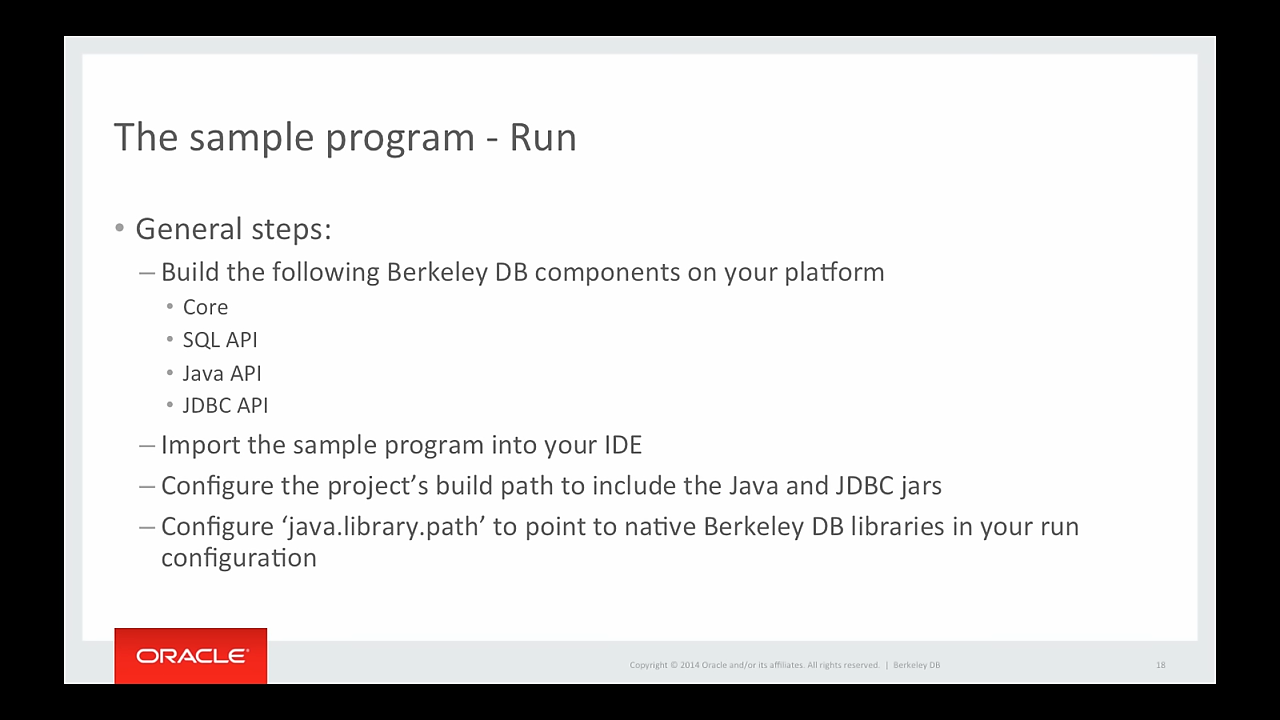 The sample program - Run
• General steps:
– Build the following Berkeley DB components on your platform
• Core
• SQL API
• Java API
• JDBC API
– Import the sample program into your IDE
– Configure the project’s build path to include the Java and JDBC jars
– Configure ‘java.library.path’ to point to native Berkeley DB libraries in your run
configuration
ORACLE
Copyright © 2014 Oracle and/or its affiliates. All rights reserved. | Berkeley DB
18